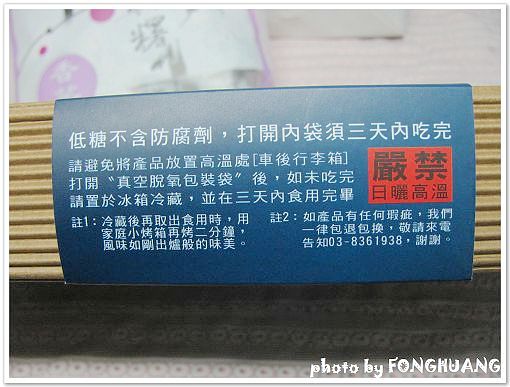 低糖不含防腐劑，打開內袋須三天內吃完
請避免將產品放置高溫處[車後行李箱]
打開〝真空脫氧包裝袋〞後，如未吃完
請置於冰箱冷藏，並在三天內食用完畢
嚴禁
日曬高溫
註1：冷藏後再取出食用時，用
家庭小烤箱再烤二分鐘，
風味如剛出爐般的味美。
註2：如產品有任何瑕疵，我們
一律包退包換，敬請來電
告知03-8361938，謝謝。
photo by FONGHUANG